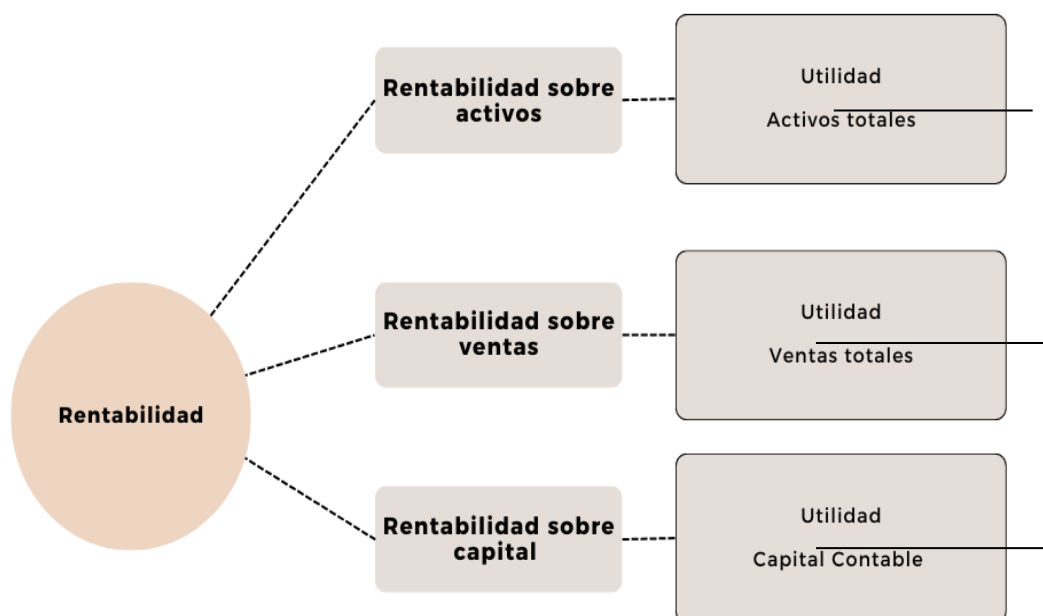 Rentabilidad sobre
activos
Utilidad
Activos totales
Rentabilidad sobre
ventas
Utilidad
Ventas totales
Rentabilidad
Rentabilidad sobre
capital
Utilidad
Capital Contable